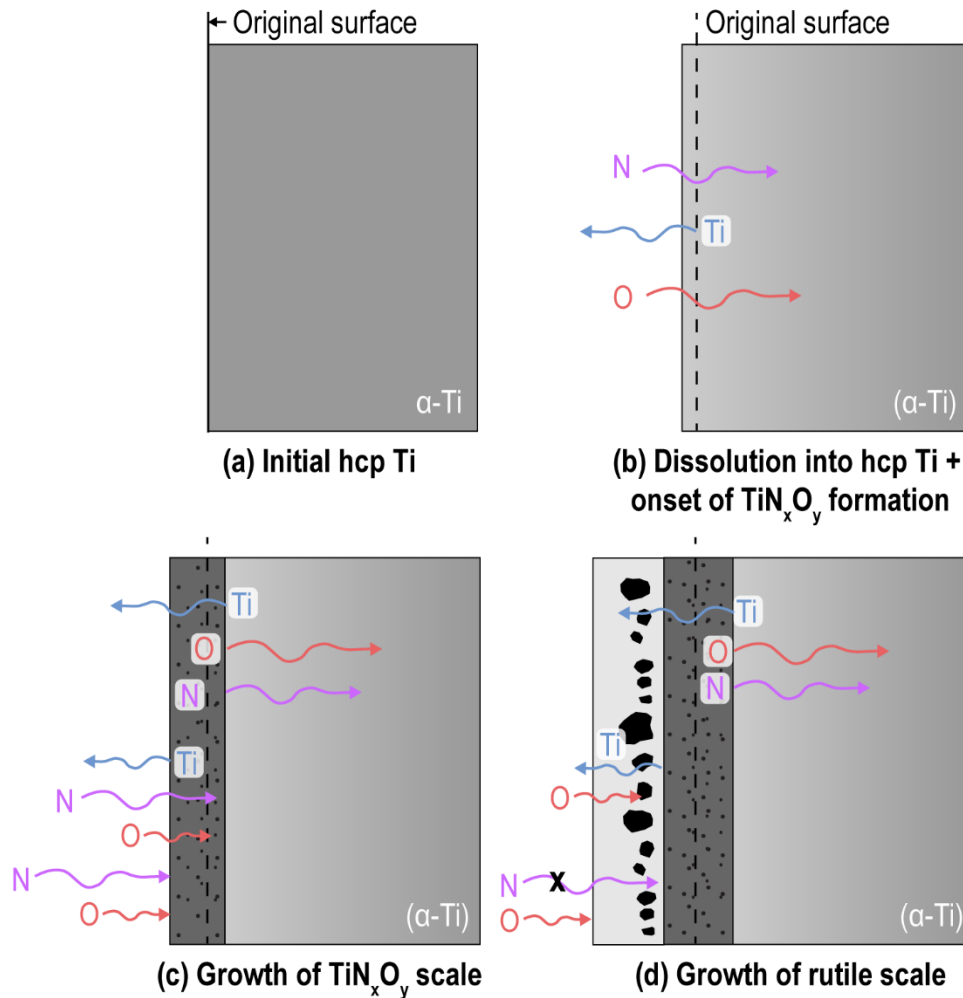 Original surface
α-Ti
(a) Initial hcp Ti
Original surface
N
Ti
O
(α-Ti)
(b) Dissolution into hcp Ti +
onset of TiNxOy formation
Ti
O
N
Ti
N
O
N
O
(α-Ti)
(c) Growth of TiNxOy scale
Ti
O
N
Ti
O
N
x
O
(α-Ti)
(d) Growth of rutile scale